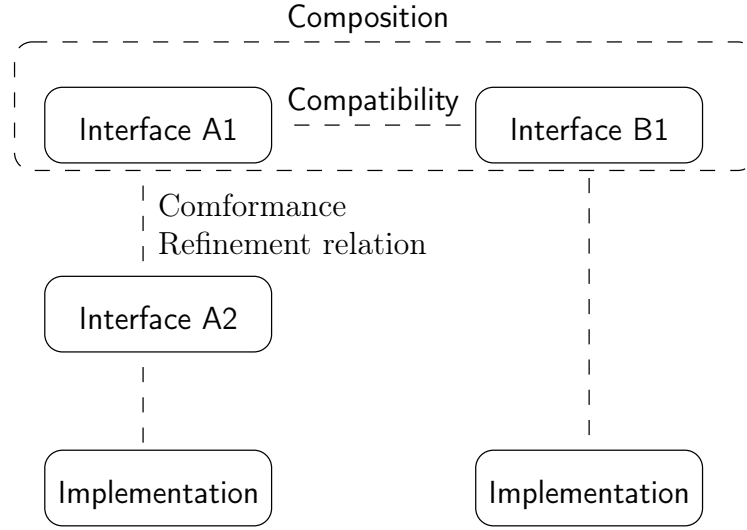 Composition
Compatibility
Interface A1
Interface B1
Comformance
Refinement relation
Interface A2
Implementation
Implementation